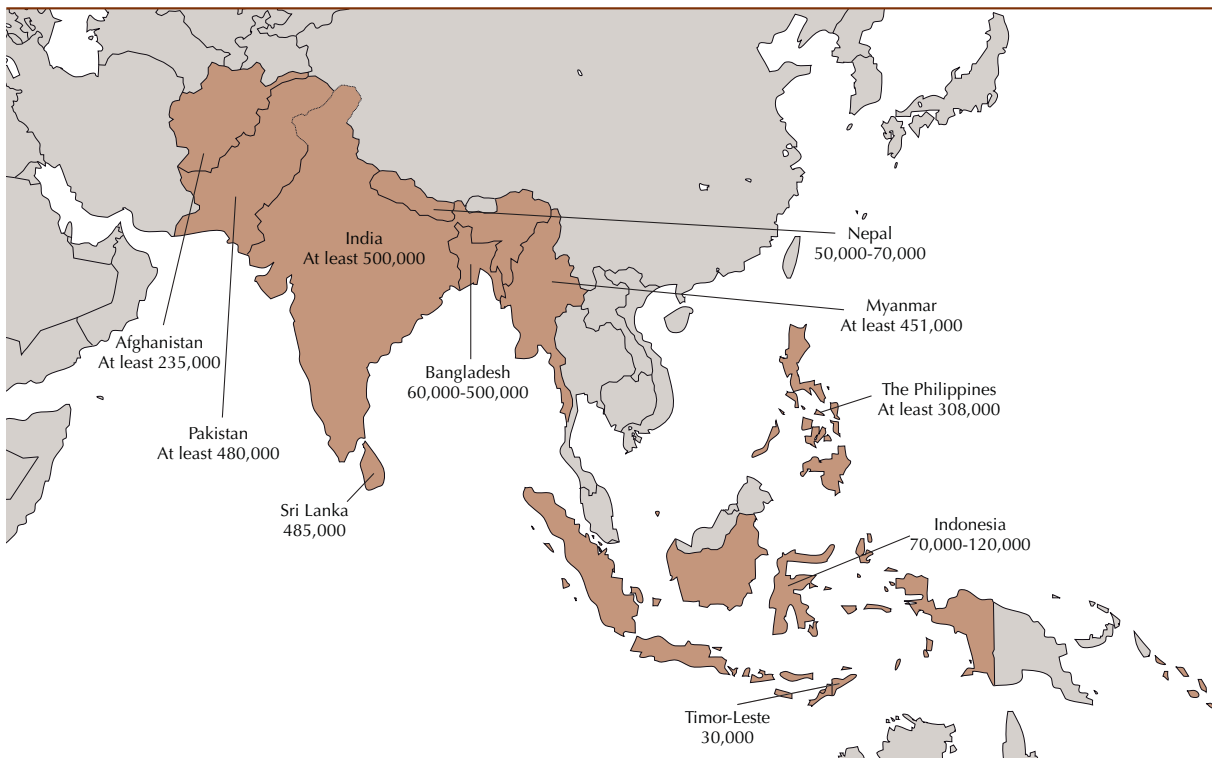 India
At least 500,000
Nepal
50,000-70,000
Myanmar
At least 451,000
Afghanistan
At least 235,000
Bangladesh
60,000-500,000
The Philippines
At least 308,000
Pakistan
At least 480,000
Sri Lanka
485,000
Indonesia
70,000-120,000
Timor-Leste
30,000